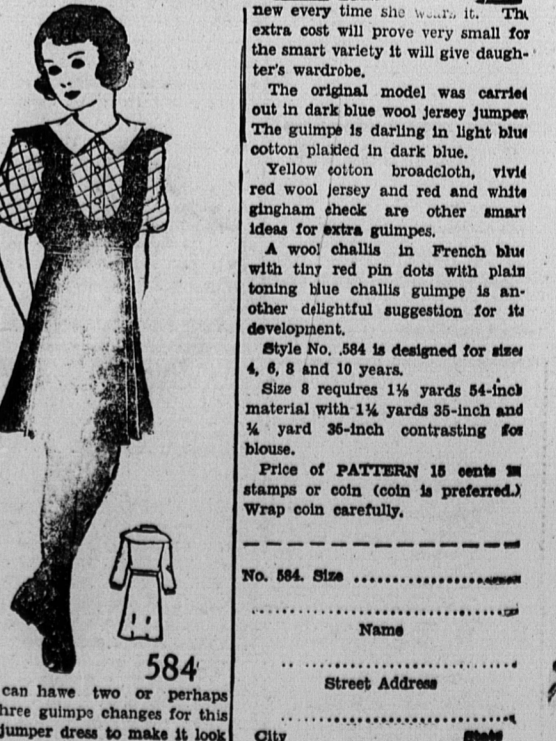 584
can have two or perhaps
hree guimpe changes for this
jumper dress to make it look
new every time she wears it. The
extra cost will prove very small for
the smart variety it will give daugh-
ter's wardrobe.
The original model was carried
out in dark blue wool jersey jumper.
The guimpe is darling in light blue
cotton plaided in dark blue.
Yellow cotton broadcloth, vivid
red wool jersey and red and white
gingham check are other smart
ideas for extra guimpes.
A wool challis in French blue
with tiny red pin dots with plain
toning blue challis guimpe is an-
other delightful suggestion for its
development.
Style No. .584 is designed for sizes
4, 6, 8 and 10 years.
Size 8 requires yards 54-inch
material with yards 35-inch and
yard 35-inch contrasting for
blouse.
Price of PATTERN 15 cents in
stamps or coin (coin is preferred.)
Wrap coin carefully.
No. 584. Size
Name
Street Address
City State